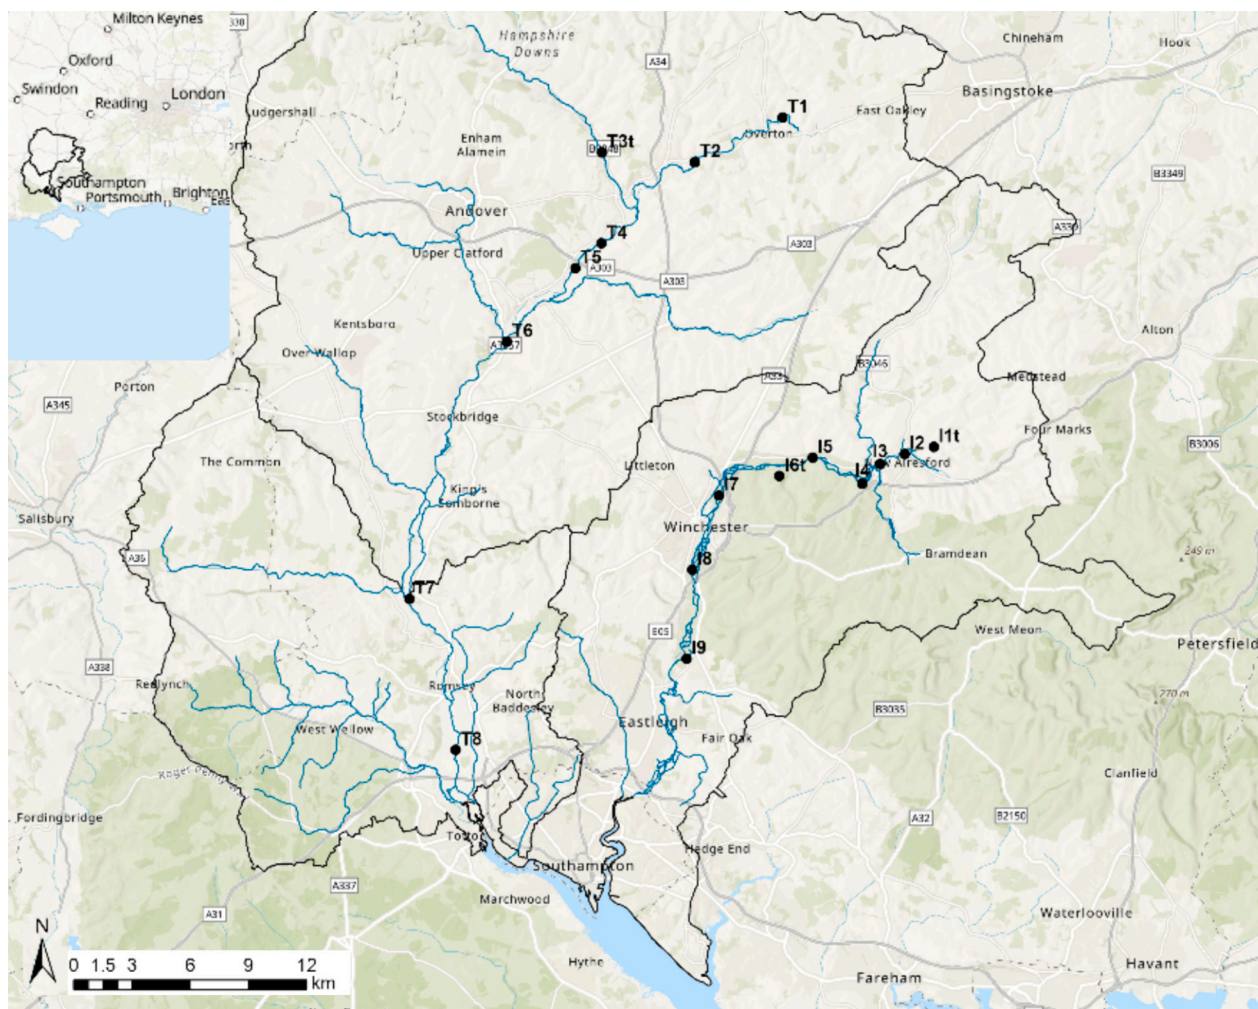 Milton Keynes
Oxford
Swindon
London
Reading
Southampton
Portsmouth
Brighton
Hampshire
Downs
A34
Chineham
Hook
Basingstoke
T1
East Oakley
Overton
Enham
Alamein
T3t
T2
B3349
Andover
T4
A303
A339
Upper Clatford
T5
A303
A303
Kentsboro
T6
Over Wallop
Alton
B3046
Porton
A33
Medstead
A345
Stockbridge
Four Marks
B3006
The Common
Littleton
I5
I3
I2
I1t
I6t
I4
King's
Somborne
I7
Salisbury
Winchester
A36
Bramdean
249 m
I8
T7
West Meon
Petersfield
A338
I9
Romsey
North
Baddesley
270 m
B3035
West Wellow
Eastleigh
Fair Oak
T8
Clanfield
Fordingbridge
A32
B2150
Hedge End
Southampton
A337
Marchwood
A31
Waterlooville
N
0 1.5 3 6 9 12
km
Hythe
Fareham
Havant